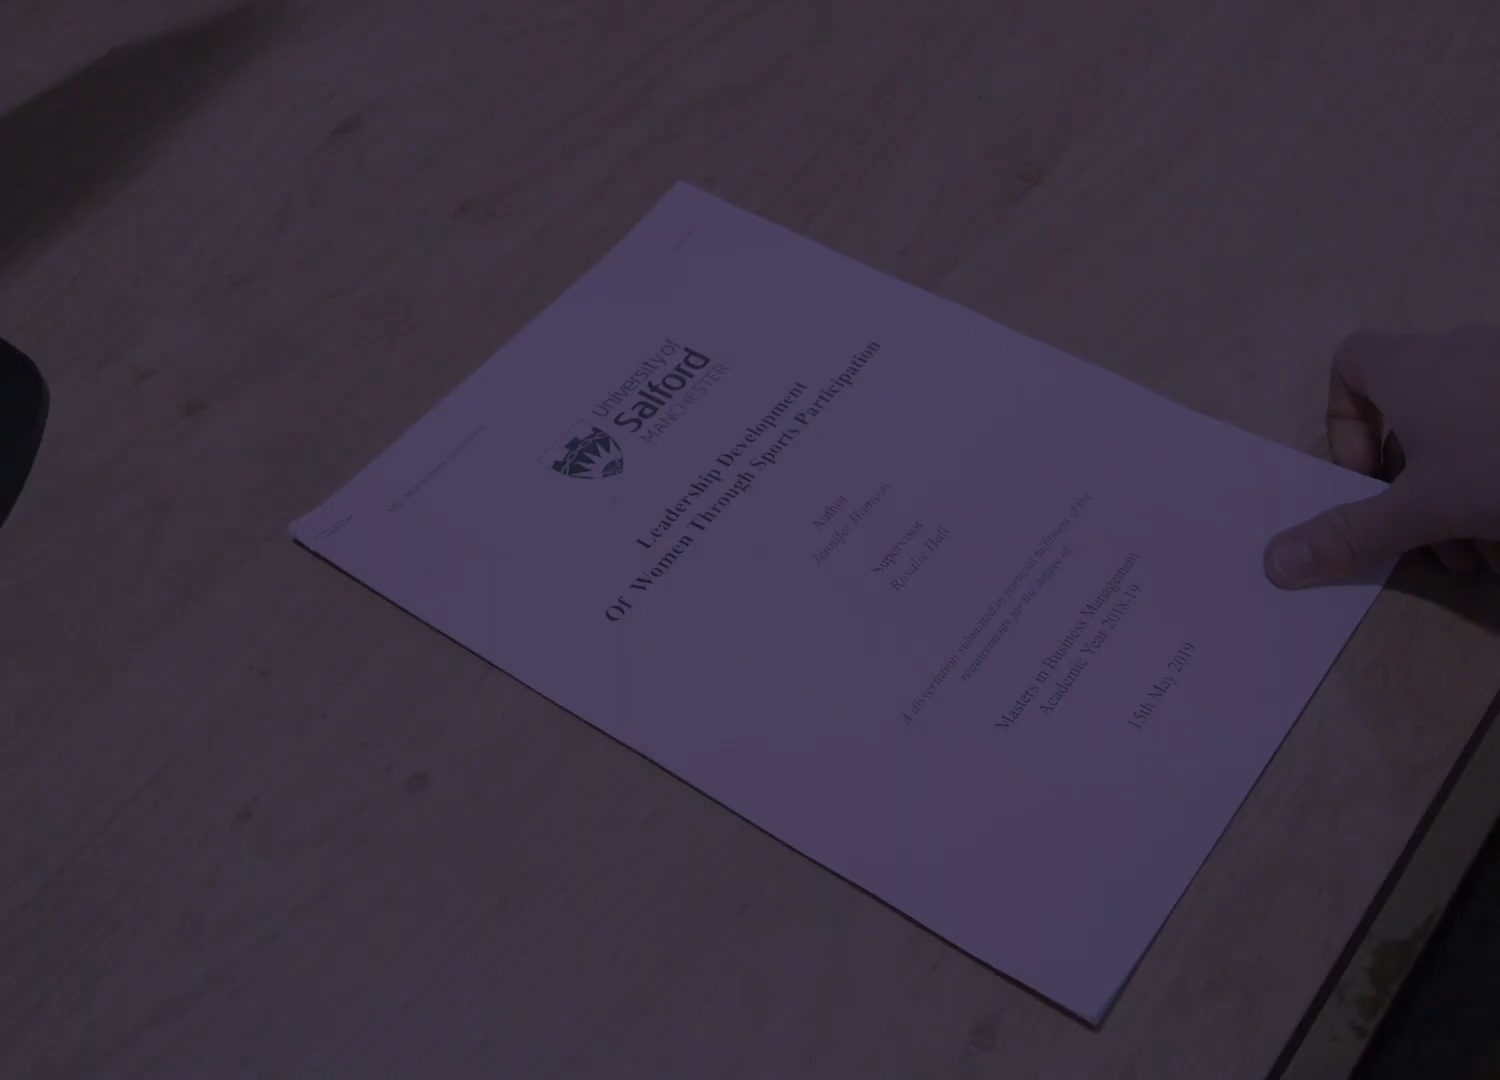 University of
Salford
MANCHESTER
Leadership Development
Of Women Through Sports Participation
Author
Jennifer
Supervisor
Rosalie Hall
A dissertation submitted in partial fulfilment of the
requirements for the degree of
Masters in Business Management
Academic Year 2018-19
15th May 2019